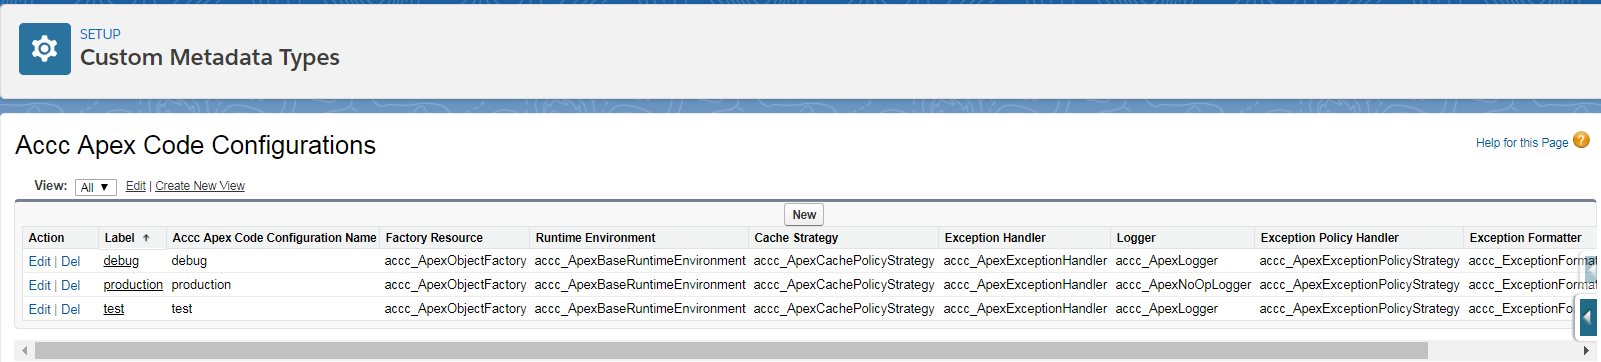 SETUP
Custom Metadata Types
Accc Apex Code Configurations
Help for this Page ?
View: All ▼ Edit | Create New View
New
Action Label ↑ Accc Apex Code Configuration Name Factory Resource Runtime Environment Cache Strategy Exception Handler Logger Exception Policy Handler Exception Formatter
Edit | Del debug debug accc_ApexObjectFactory accc_ApexBaseRuntimeEnvironment accc_ApexCachePolicyStrategy accc_ApexExceptionHandler accc_ApexLogger accc_ApexExceptionPolicyStrategy accc_ExceptionFormat
Edit | Del production production accc_ApexObjectFactory accc_ApexBaseRuntimeEnvironment accc_ApexCachePolicyStrategy accc_ApexExceptionHandler accc_ApexNoOpLogger accc_ApexExceptionPolicyStrategy accc_ExceptionFormat
Edit | Del test test accc_ApexObjectFactory accc_ApexBaseRuntimeEnvironment accc_ApexCachePolicyStrategy accc_ApexExceptionHandler accc_ApexLogger accc_ApexExceptionPolicyStrategy accc_ExceptionFo